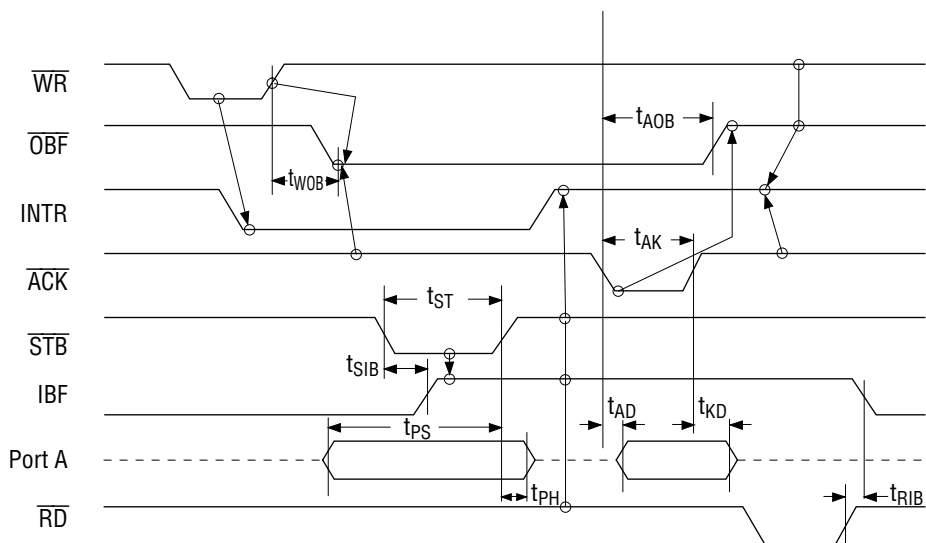 WR
OBF
tAOB
tWOB
INTR
tAK
ACK
tST
STB
tSIB
IBF
tAD
tKD
tPS
Port A
tPH
tRIB
RD